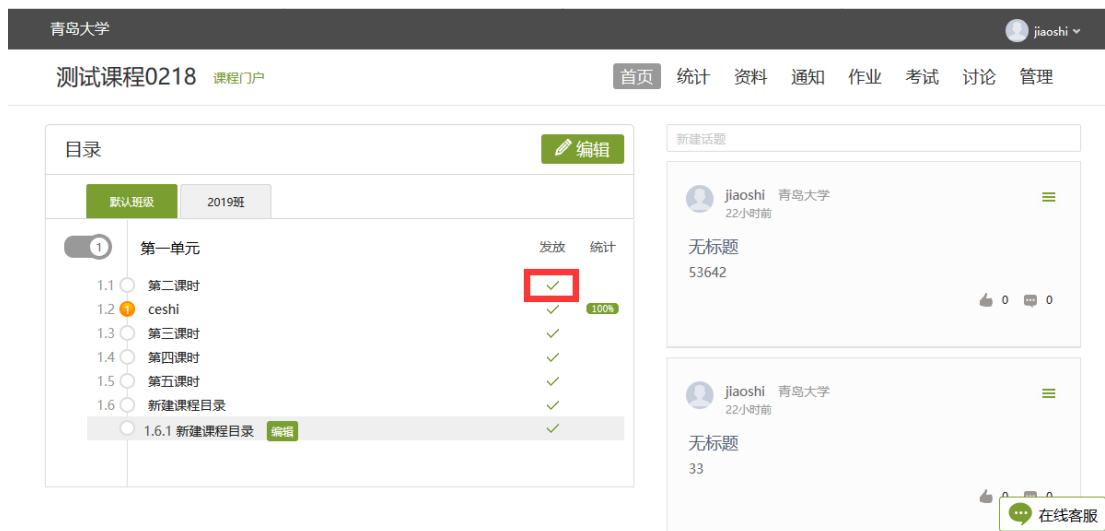 青岛大学 jiaoshi
测试课程0218 课程门户 首页 统计 资料 通知 作业 考试 讨论 管理
目录 编辑
默认班级 2019班
1 第一单元 发放 统计
1.1 第二课时
1.2 1 ceshi 100%
1.3 第三课时
1.4 第四课时
1.5 第五课时
1.6 新建课程目录
1.6.1 新建课程目录 编辑
新建话题
jiaoshi 青岛大学
22小时前
无标题
53642
0 0
jiaoshi 青岛大学
22小时前
无标题
33
0 0
在线客服